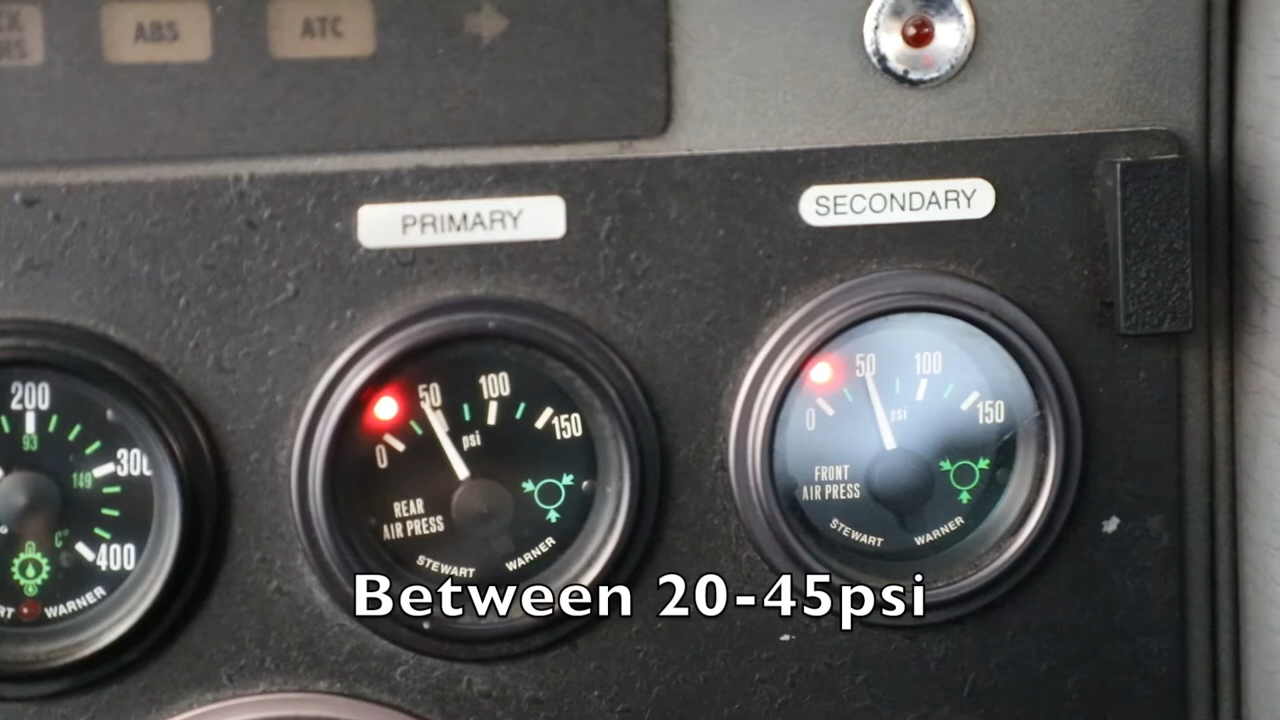 ABS
ATC
PRIMARY
SECONDARY
200
93
300
149
C°
400
WARNER
0
50
100
150
psi
REAR
AIR PRESS
STEWART WARNER
0
50
100
150
psi
FRONT
AIR PRESS
STEWART WARNER
Between 20-45psi